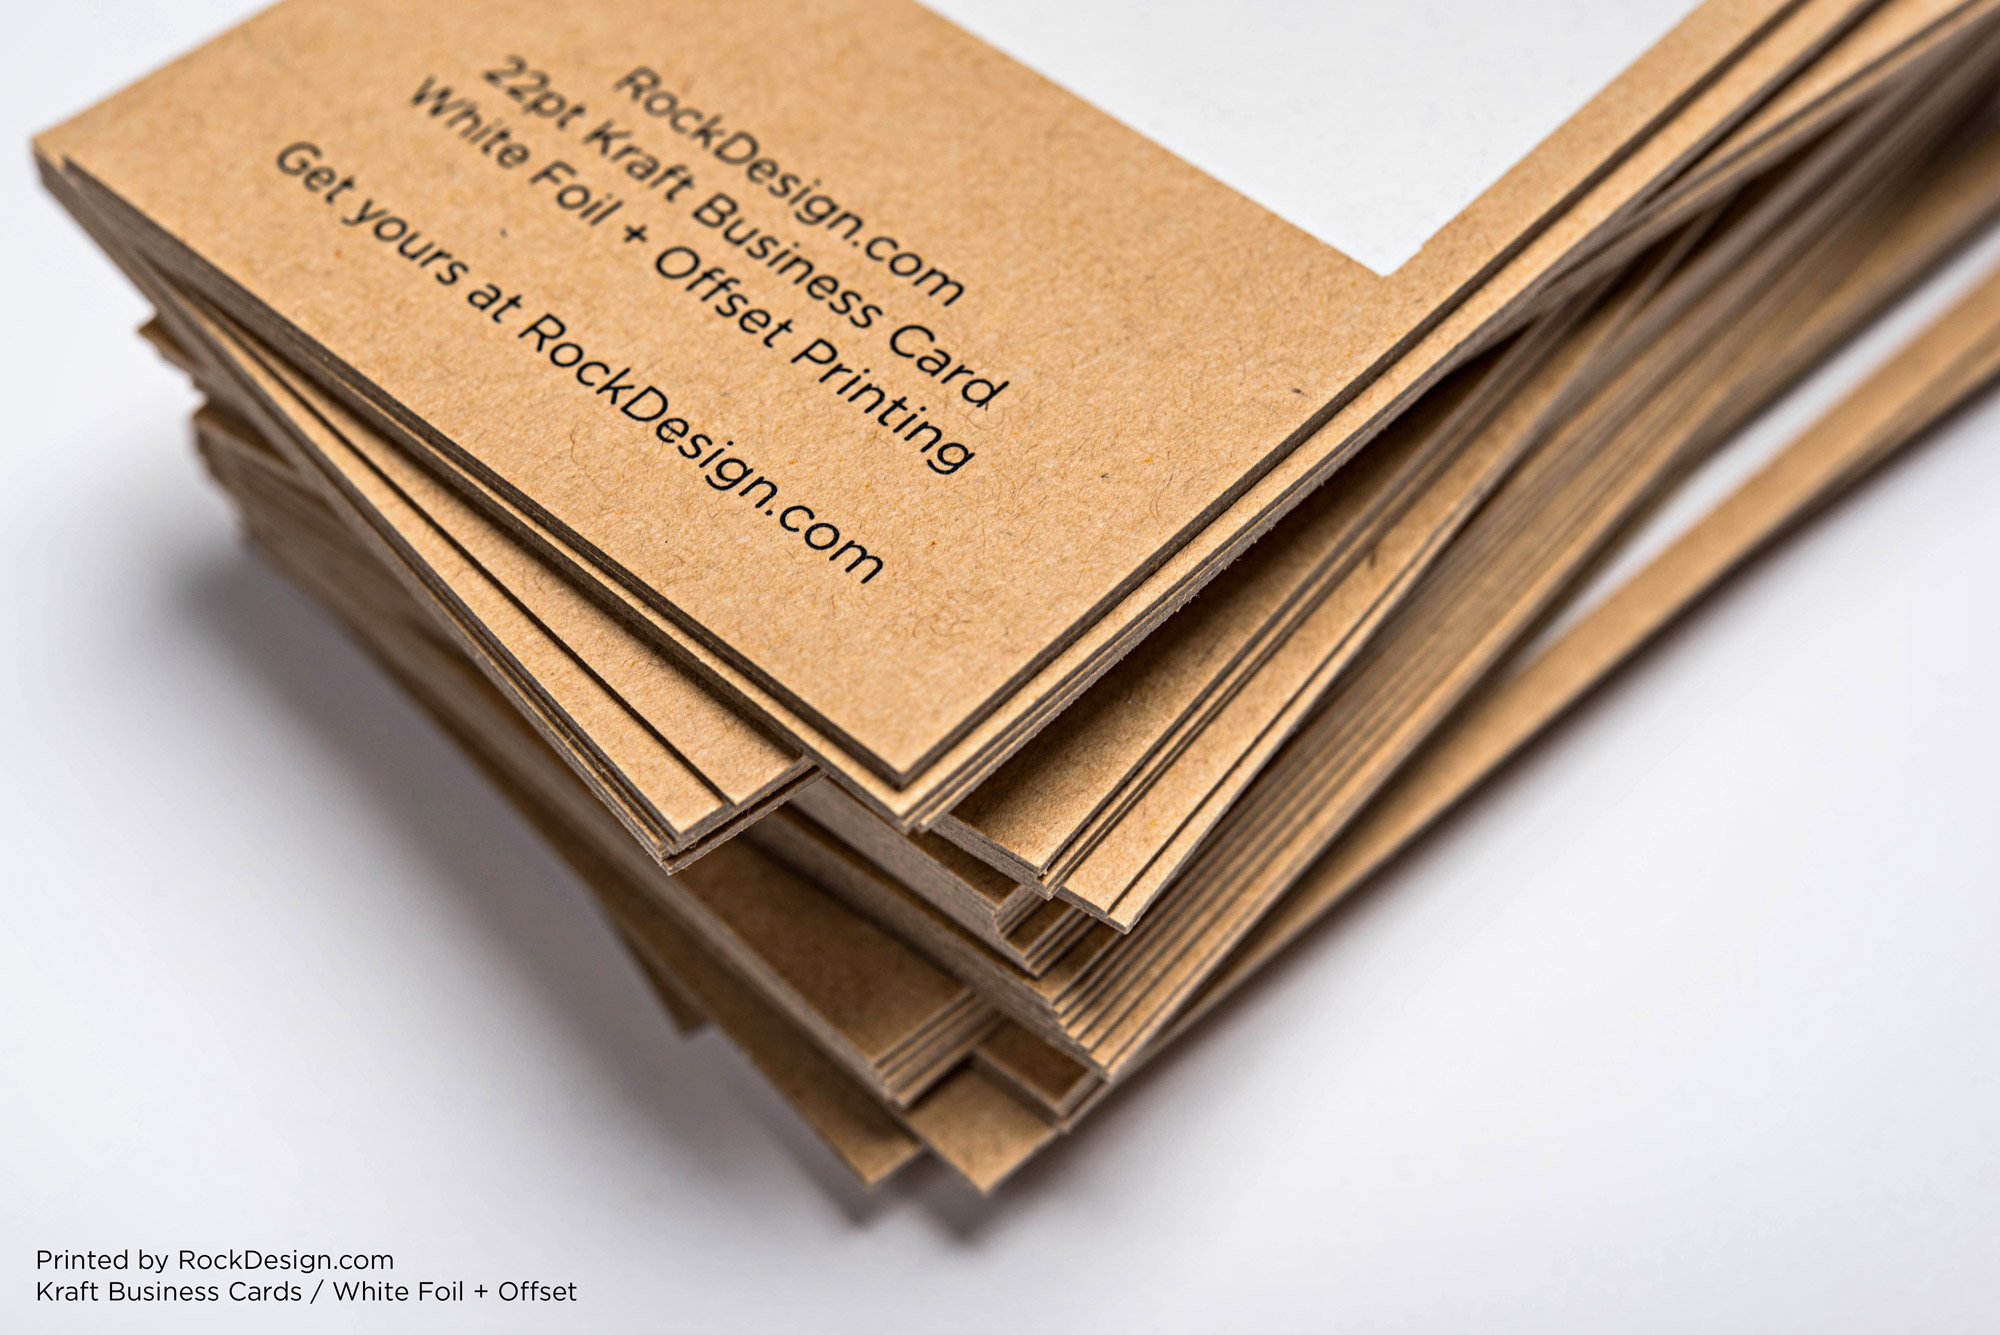 RockDesign.com
22pt Kraft Business Card
White Foil + Offset Printing
Get yours at RockDesign.com
Printed by RockDesign.com
Kraft Business Cards / White Foil + Offset